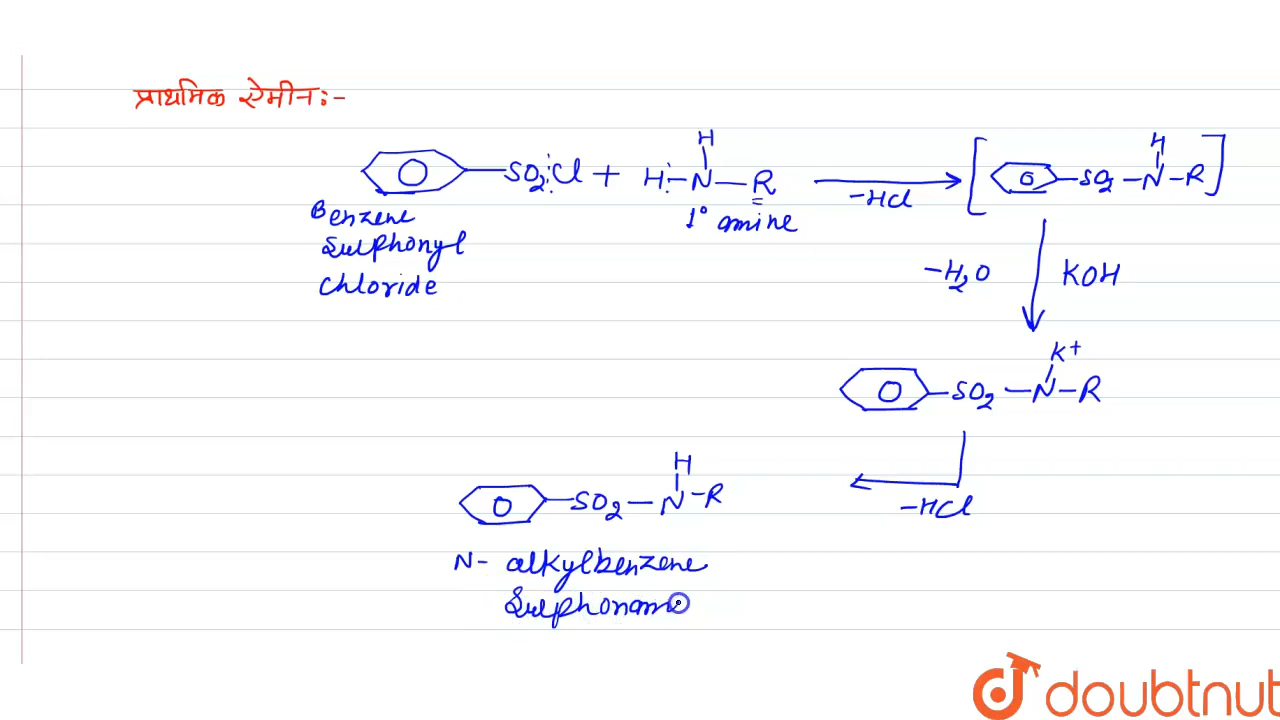 प्राथमिक ऐमीन :-
SO2Cl + H - N - R
H
1° amine
-HCl
[ SO2 - N - R ]
H
Benzene
Sulphonyl
Chloride
-H2O
KOH
K+
SO2 - N - R
-HCl
H
SO2 - N - R
N- alkylbenzene
Sulphonam
doubtnut